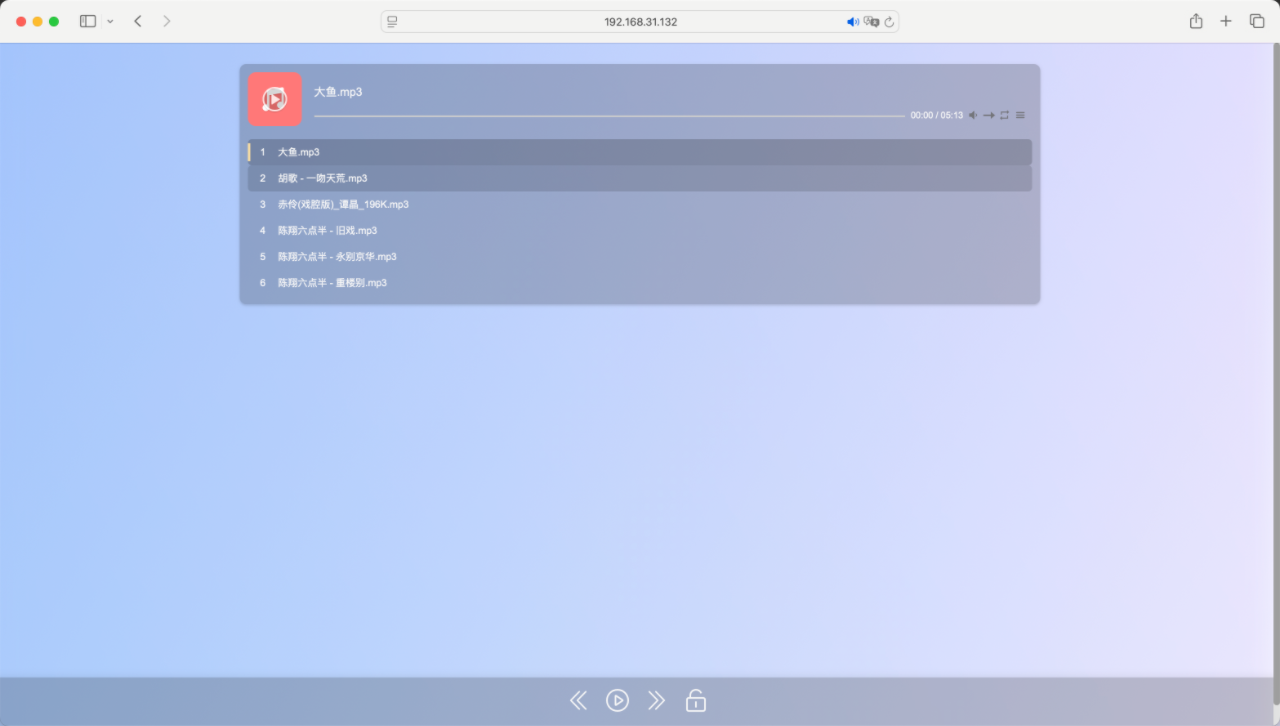 192.168.31.132
大鱼.mp3
00:00 / 05:13
1 大鱼.mp3
2 胡歌 - 一吻天荒.mp3
3 赤伶(戏腔版)_谭晶_196K.mp3
4 陈翔六点半 - 旧戏.mp3
5 陈翔六点半 - 永别京华.mp3
6 陈翔六点半 - 重楼别.mp3